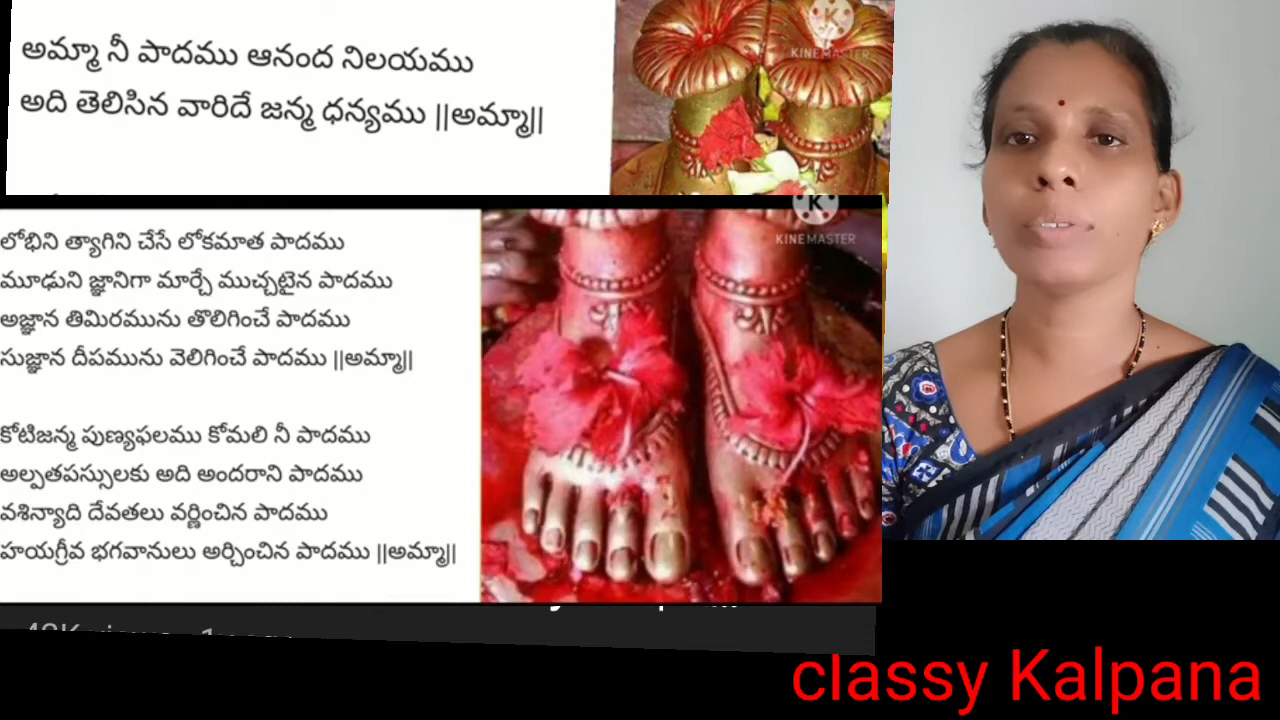 అమ్మా నీ పాదము ఆనంద నిలయము
అది తెలిసిన వారిదే జన్మ ధన్యము ||అమ్మా||
K
KINEMASTER
K
KINEMASTER
లోభిని త్యాగిని చేసే లోకమాత పాదము
మూఢుని జ్ఞానిగా మార్చే ముచ్చటైన పాదము
అజ్ఞాన తిమిరమును తొలిగించే పాదము
సుజ్ఞాన దీపమును వెలిగించే పాదము ||అమ్మా||
కోటిజన్మ పుణ్యఫలము కోమలి నీ పాదము
అల్పతపస్సులకు అది అందరాని పాదము
వశిన్యాది దేవతలు వర్ణించిన పాదము
హయగ్రీవ భగవానులు అర్చించిన పాదము ||అమ్మా||
classy Kalpana